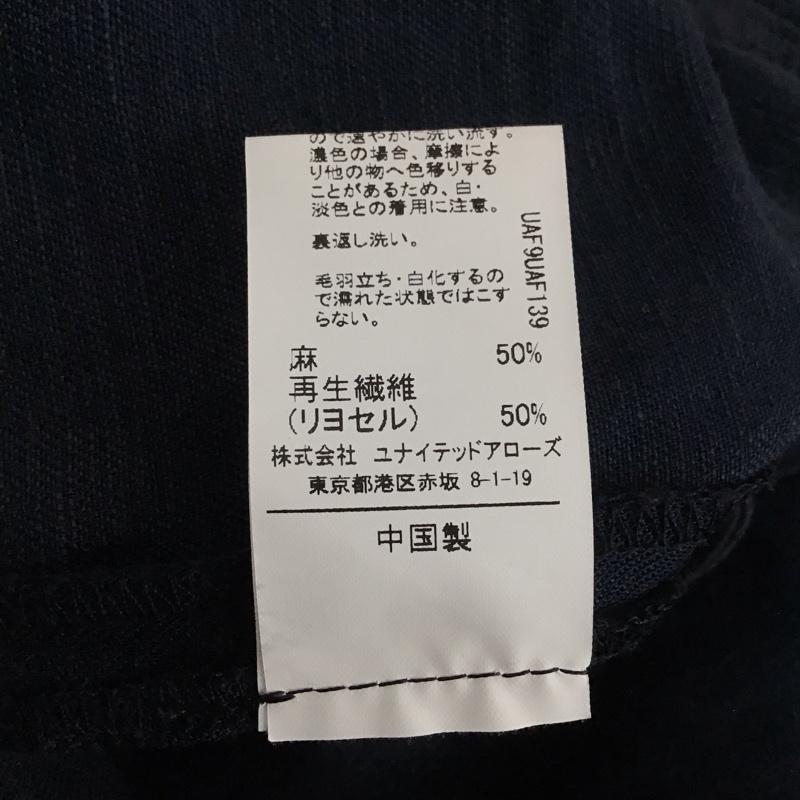 ので速やかに洗い流す。
濃色の場合、摩擦によ
り他の物へ色移りする
ことがあるため、白・
淡色との着用に注意。
裏返し洗い。
毛羽立ち・白化するの
で濡れた状態ではこす
らない。
UAF9UAF139
麻 50%
再生繊維
(リヨセル) 50%
株式会社 ユナイテッドアローズ
東京都港区赤坂 8-1-19
中国製